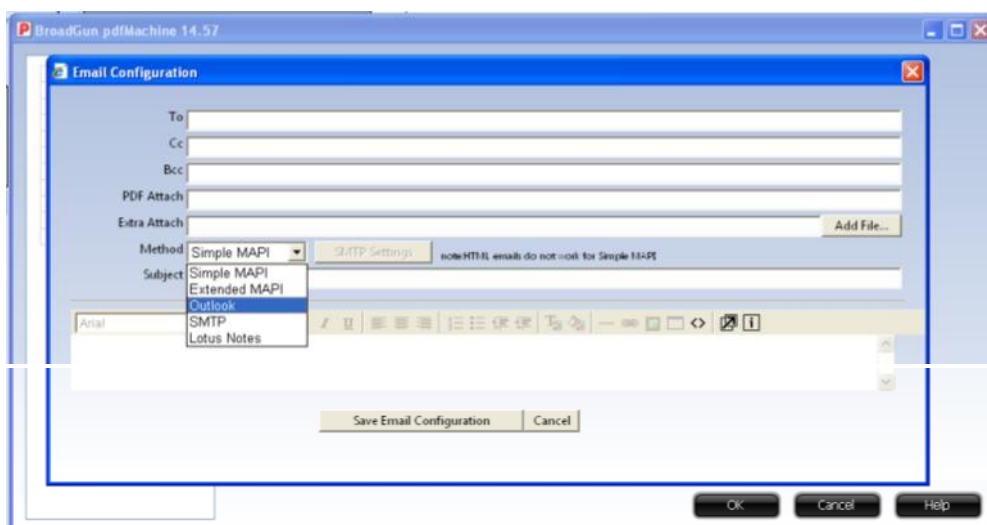 BroadGun pdfMachine 14.57
Email Configuration
To
Cc
Bcc
PDF Attach
Extra Attach
Add File...
Method
Simple MAPI
SMTP Settings
note:HTML emails do not work for Simple MAPI
Subject
Simple MAPI
Extended MAPI
Outlook
SMTP
Lotus Notes
Arial
I U
Save Email Configuration
Cancel
OK
Cancel
Help